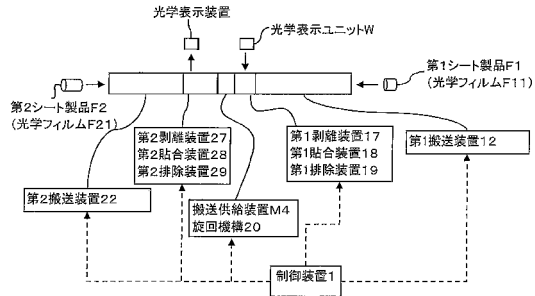 光学表示装置
光学表示ユニットW
第1シート製品F1
(光学フィルムF11)
第2シート製品F2
(光学フィルムF21)
第2剥離装置27
第2貼合装置28
第2排除装置29
第1剥離装置17
第1貼合装置18
第1排除装置19
第1搬送装置12
第2搬送装置22
搬送供給装置M4
旋回機構20
制御装置1